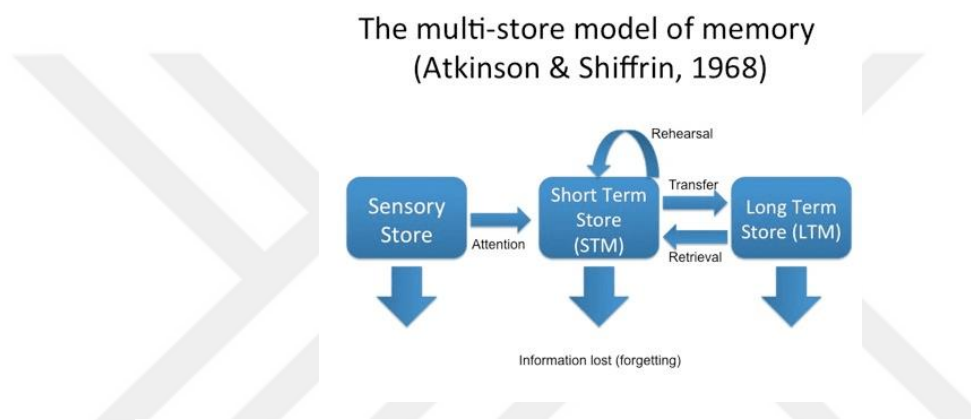 The multi-store model of memory
(Atkinson & Shiffrin, 1968)
Rehearsal
Sensory
Store
Attention
Short Term
Store
(STM)
Transfer
Retrieval
Long Term
Store (LTM)
Information lost (forgetting)